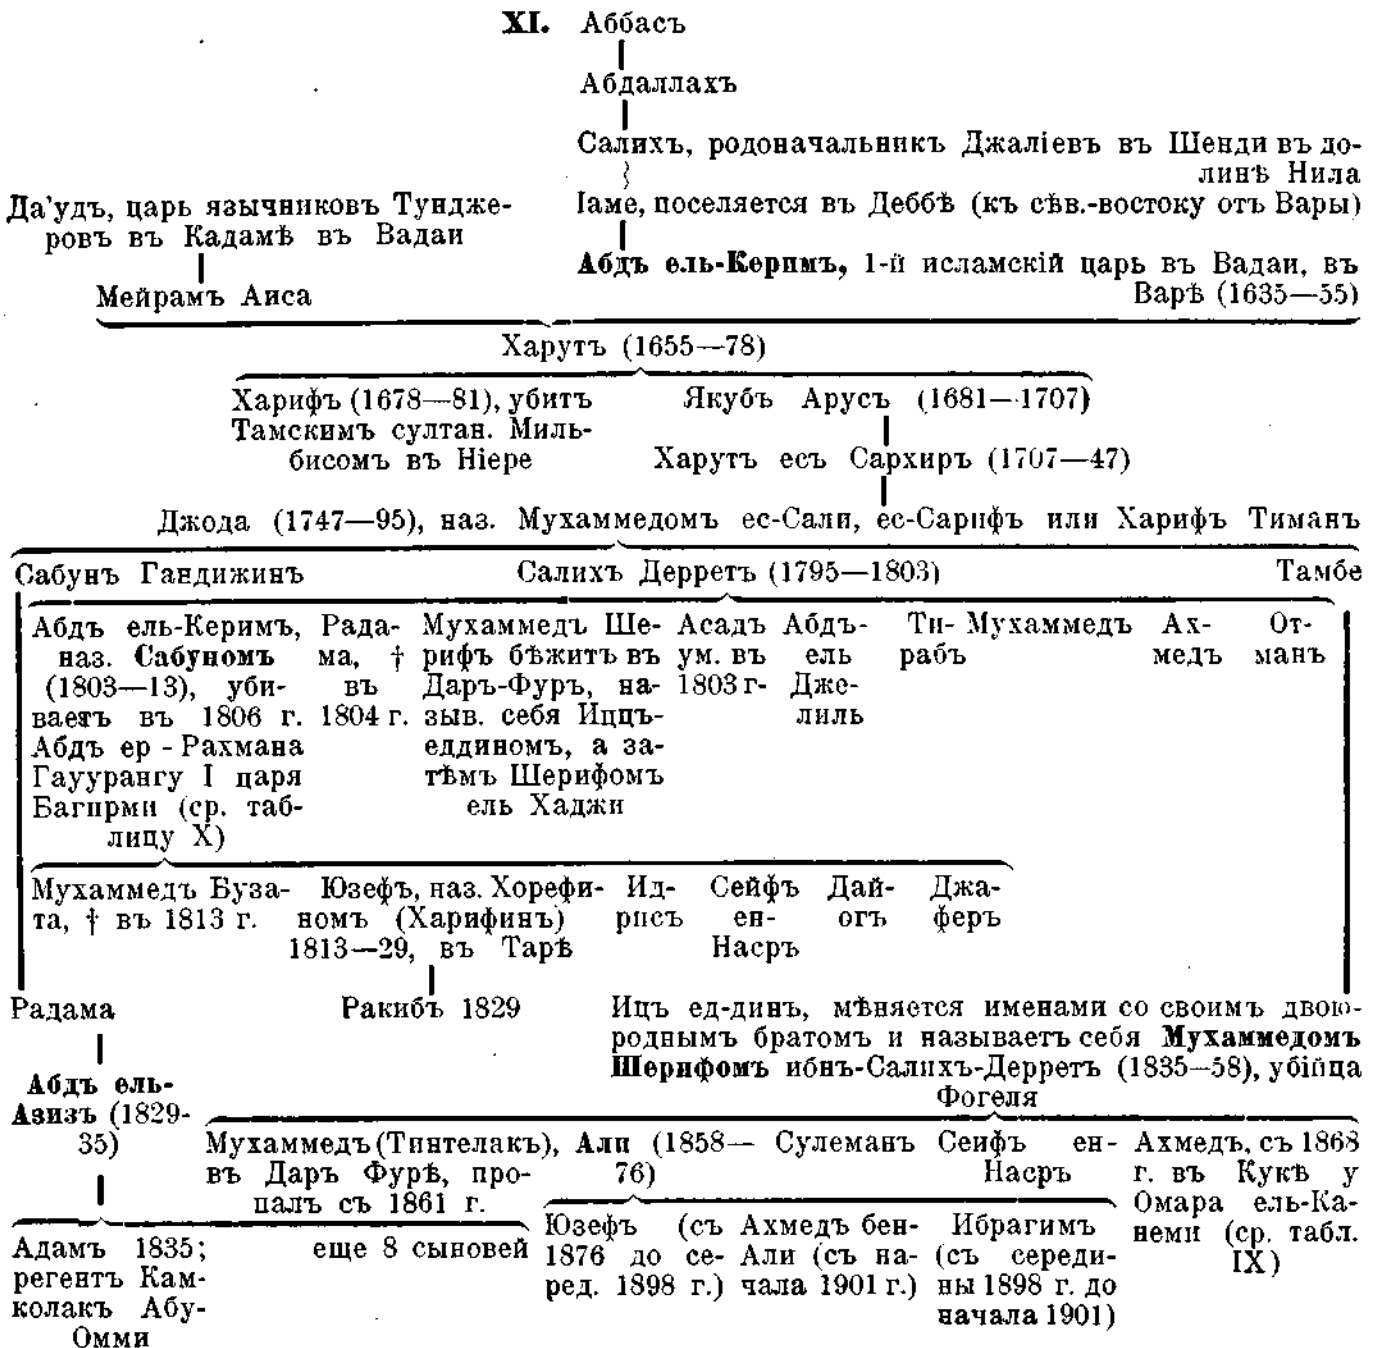 XI. Аббасъ
Абдаллахъ
Салихъ, родоначальникъ Джаліевъ въ Шенди въ до-
линѣ Нила
Да'удъ, царь язычниковъ Тундже-
ровъ въ Кадамѣ въ Вадаи
Іаме, поселяется въ Деббѣ (къ сѣв.-востоку отъ Вары)
Мейрамъ Аиса
Абдъ ель-Керимъ, 1-й исламскій царь въ Вадаи, въ
Варѣ (1635—55)
Харутъ (1655—78)
Харифъ (1678—81), убитъ
Тамскимъ султан. Миль-
бисомъ въ Ніере
Якубъ Арусъ (1681—1707)
Харутъ есъ Сархиръ (1707—47)
Джода (1747—95), наз. Мухаммедомъ ес-Сали, ес-Сарифъ или Харифъ Тиманъ
Сабунъ Гандижинъ
Салихъ Дерретъ (1795—1803)
Тамбе
Абдъ ель-Керимъ,
наз. Сабуномъ
(1803—13), уби-
ваетъ въ 1806 г.
Абдъ ер - Рахмана
Гауурангу I царя
Багирми (ср. таб-
лицу X)
Рада-
ма, †
въ
1804 г.
Мухаммедъ Ше-
рифъ бѣжитъ въ
Даръ-Фуръ, на-
зыв. себя Иццъ-
еддиномъ, а за-
тѣмъ Шерифомъ
ель Хаджи
Асадъ
ум. въ
1803 г-
Абдъ-
ель
Дже-
лиль
Ти-
рабъ
Мухаммедъ
Ах-
медъ
От-
манъ
Мухаммедъ Буза-
та, † въ 1813 г.
Юзефъ, наз. Хорефи-
номъ (Харифинъ)
1813—29, въ Тарѣ
Ид-
рисъ
Сейфъ
ен-
Насръ
Дай-
огъ
Джа-
феръ
Радама
Ракибъ 1829
Ицъ ед-динъ, мѣняется именами со своимъ двою-
роднымъ братомъ и называетъ себя Мухаммедомъ
Шерифомъ ибнъ-Салихъ-Дерретъ (1835—58), убійца
Фогеля
Абдъ ель-
Азизъ (1829-
35)
Мухаммедъ (Тинтелакъ),
въ Даръ Фурѣ, про-
палъ съ 1861 г.
Али (1858—
76)
Сулеманъ
Сеифъ ен-
Насръ
Ахмедъ, съ 1868
г. въ Кукѣ у
Омара ель-Ка-
неми (ср. табл.
IX)
Адамъ 1835;
регентъ Кам-
колакъ Абу-
Омми
еще 8 сыновей
Юзефъ (съ
1876 до се-
ред. 1898 г.)
Ахмедъ бен-
Али (съ на-
чала 1901 г.)
Ибрагимъ
(съ середи-
ны 1898 г. до
начала 1901)